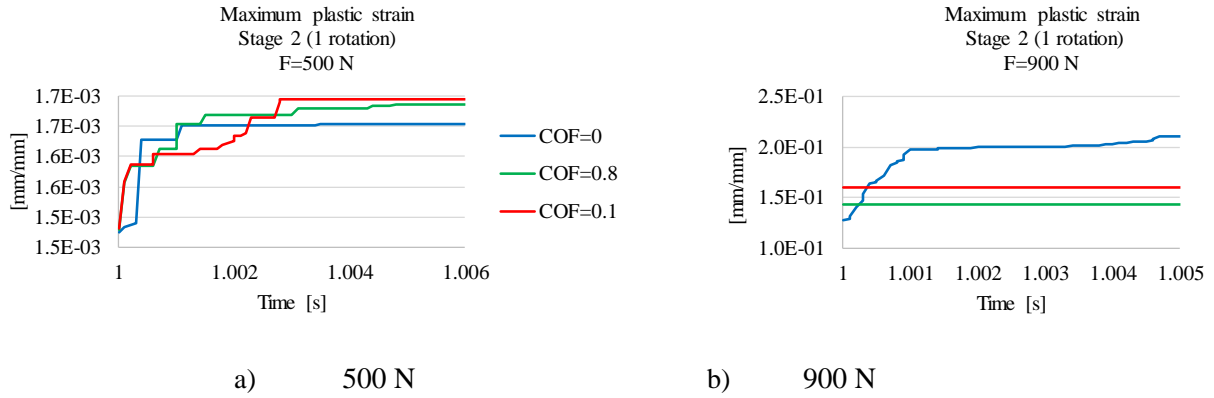 Maximum plastic strain
Stage 2 (1 rotation)
F=500 N
1.7E-03
1.7E-03
1.6E-03
1.6E-03
1.5E-03
1.5E-03
[mm/mm]
1
1.002
1.004
1.006
Time [s]
COF=0
COF=0.8
COF=0.1
Maximum plastic strain
Stage 2 (1 rotation)
F=900 N
2.5E-01
2.0E-01
1.5E-01
1.0E-01
[mm/mm]
1
1.001
1.002
1.003
1.004
1.005
Time [s]
a) 500 N
b) 900 N